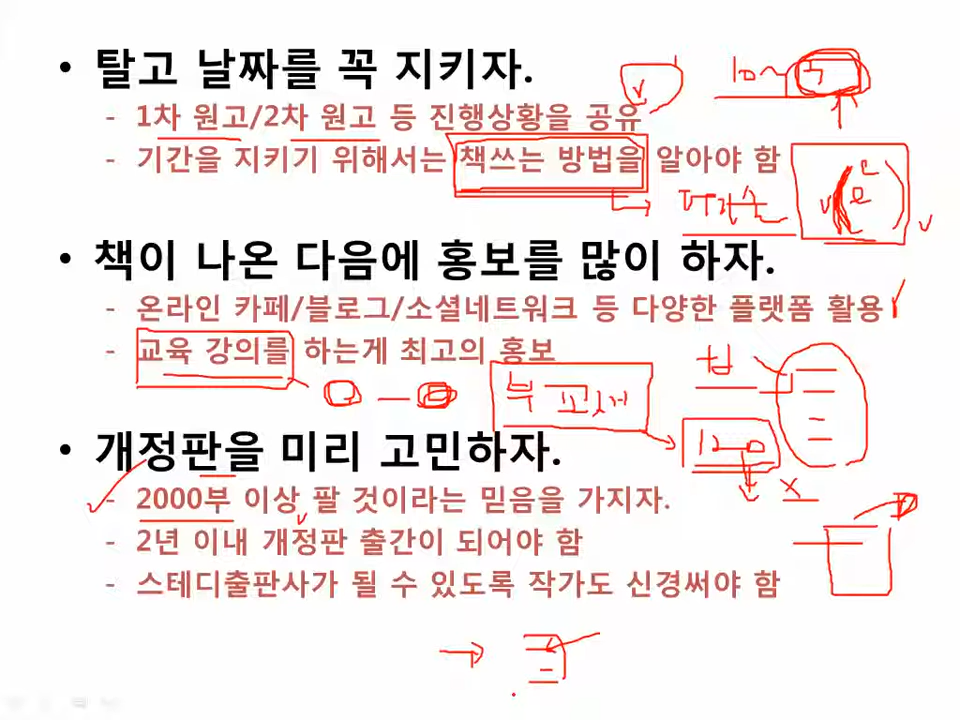 • 탈고 날짜를 꼭 지키자.
- 1차 원고/2차 원고 등 진행상황을 공유
- 기간을 지키기 위해서는 책쓰는 방법을 알아야 함
• 책이 나온 다음에 홍보를 많이 하자.
- 온라인 카페/블로그/소셜네트워크 등 다양한 플랫폼 활용
- 교육 강의를 하는게 최고의 홍보
부교재
120
• 개정판을 미리 고민하자.
- 2000부 이상 팔 것이라는 믿음을 가지자.
- 2년 이내 개정판 출간이 되어야 함
- 스테디출판사가 될 수 있도록 작가도 신경써야 함